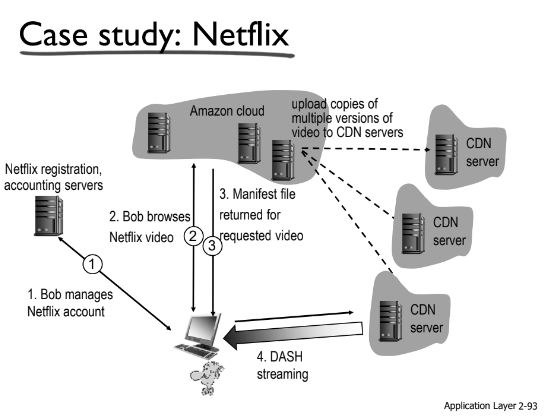 Case study: Netflix
Amazon cloud
upload copies of
multiple versions of
video to CDN servers
CDN
server
Netflix registration,
accounting servers
3. Manifest file
returned for
requested video
2. Bob browses
Netflix video
2
3
CDN
server
1
1. Bob manages
Netflix account
CDN
server
4. DASH
streaming
Application Layer 2-93